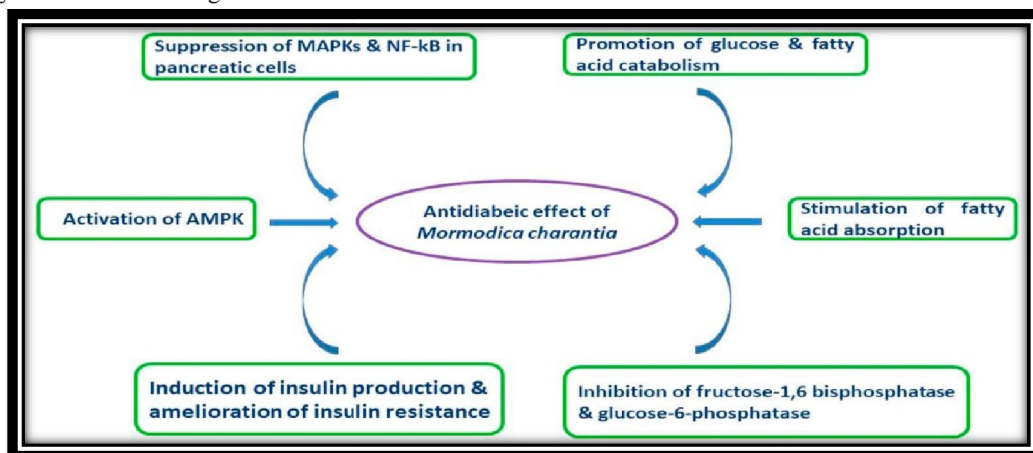 Suppression of MAPKs & NF-kB in
pancreatic cells
Promotion of glucose & fatty
acid catabolism
Activation of AMPK
Antidiabeic effect of
Mormodica charantia
Stimulation of fatty
acid absorption
Induction of insulin production &
amelioration of insulin resistance
Inhibition of fructose-1,6 bisphosphatase
& glucose-6-phosphatase